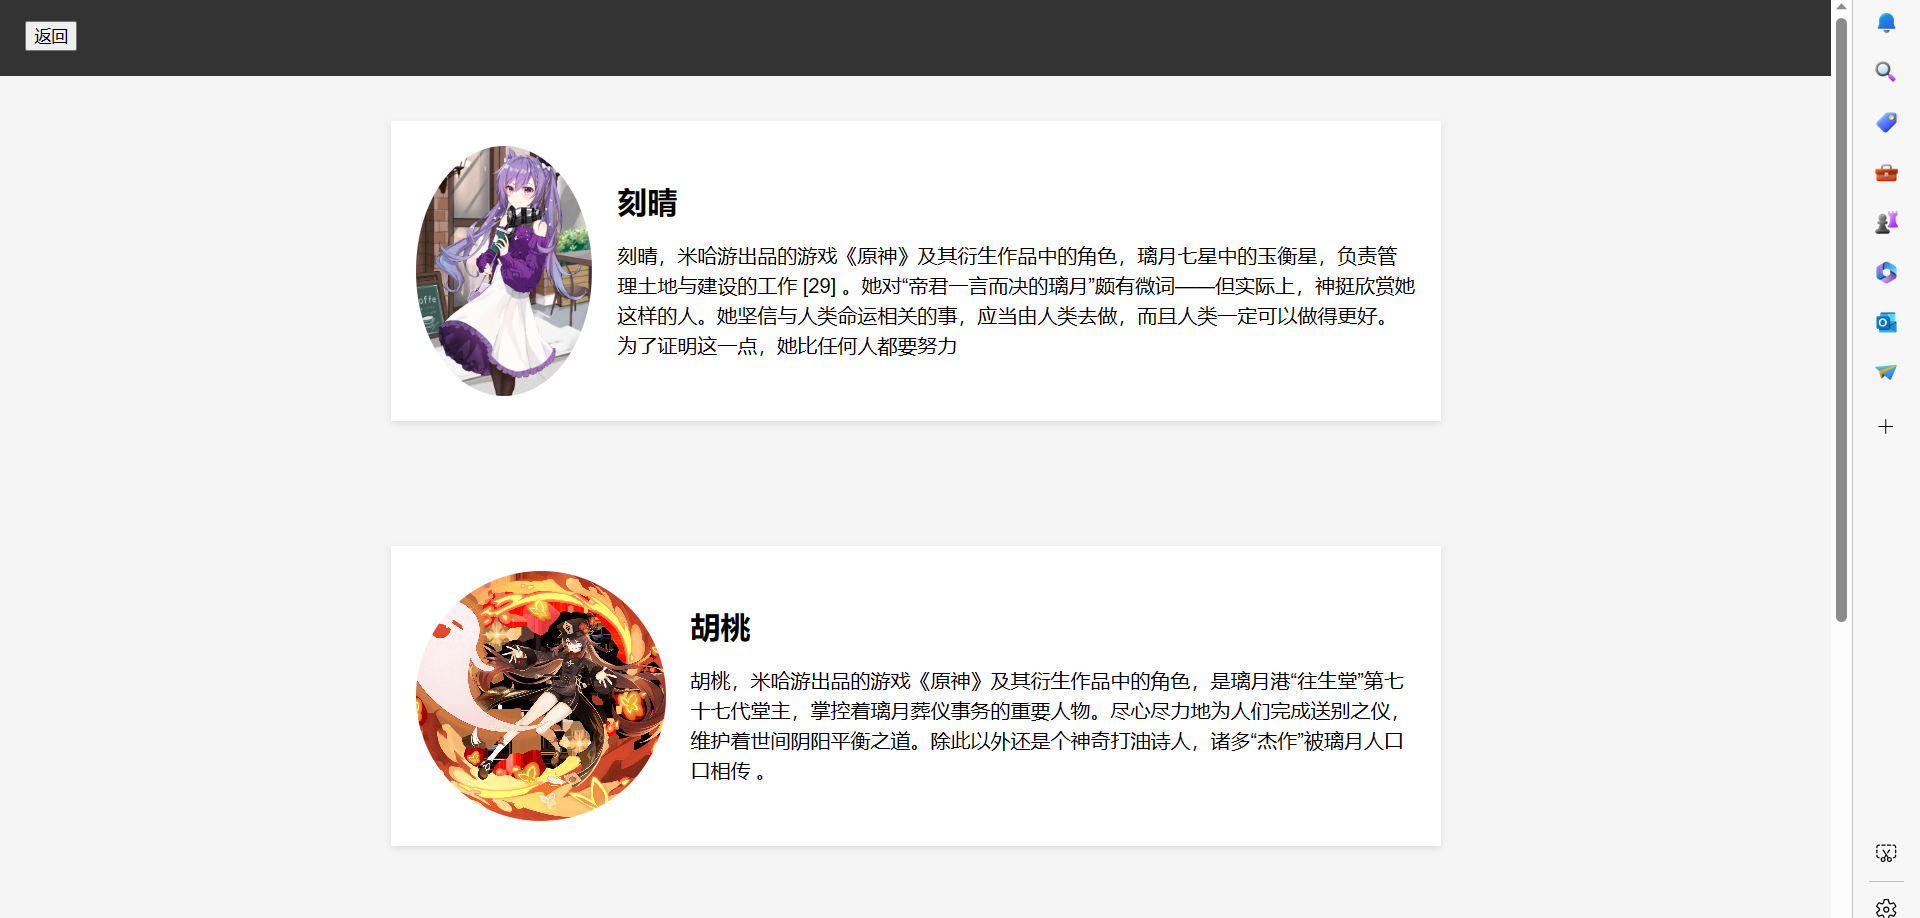 返回
刻晴
刻晴，米哈游出品的游戏《原神》及其衍生作品中的角色，璃月七星中的玉衡星，负责管
理土地与建设的工作 [29] 。她对“帝君一言而决的璃月”颇有微词——但实际上，神挺欣赏她
这样的人。她坚信与人类命运相关的事，应当由人类去做，而且人类一定可以做得更好。
为了证明这一点，她比任何人都要努力
offe
胡桃
胡桃，米哈游出品的游戏《原神》及其衍生作品中的角色，是璃月港“往生堂”第七
十七代堂主，掌控着璃月葬仪事务的重要人物。尽心尽力地为人们完成送别之仪，
维护着世间阴阳平衡之道。除此以外还是个神奇打油诗人，诸多“杰作”被璃月人口
口相传 。